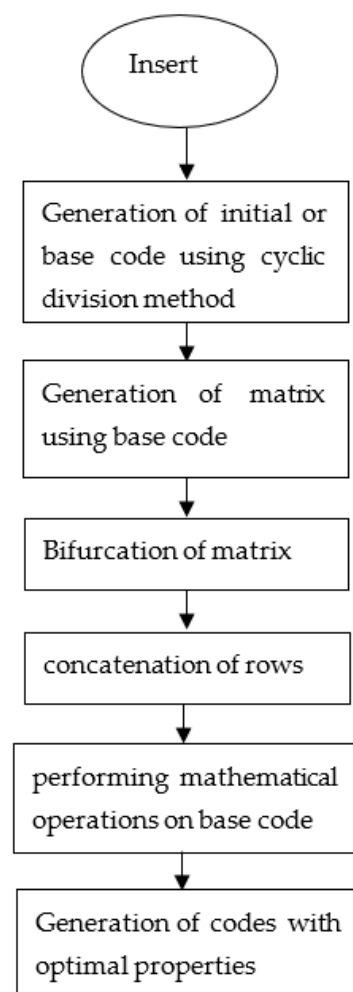 Insert
Generation of initial or
base code using cyclic
division method
Generation of matrix
using base code
Bifurcation of matrix
concatenation of rows
performing mathematical
operations on base code
Generation of codes with
optimal properties